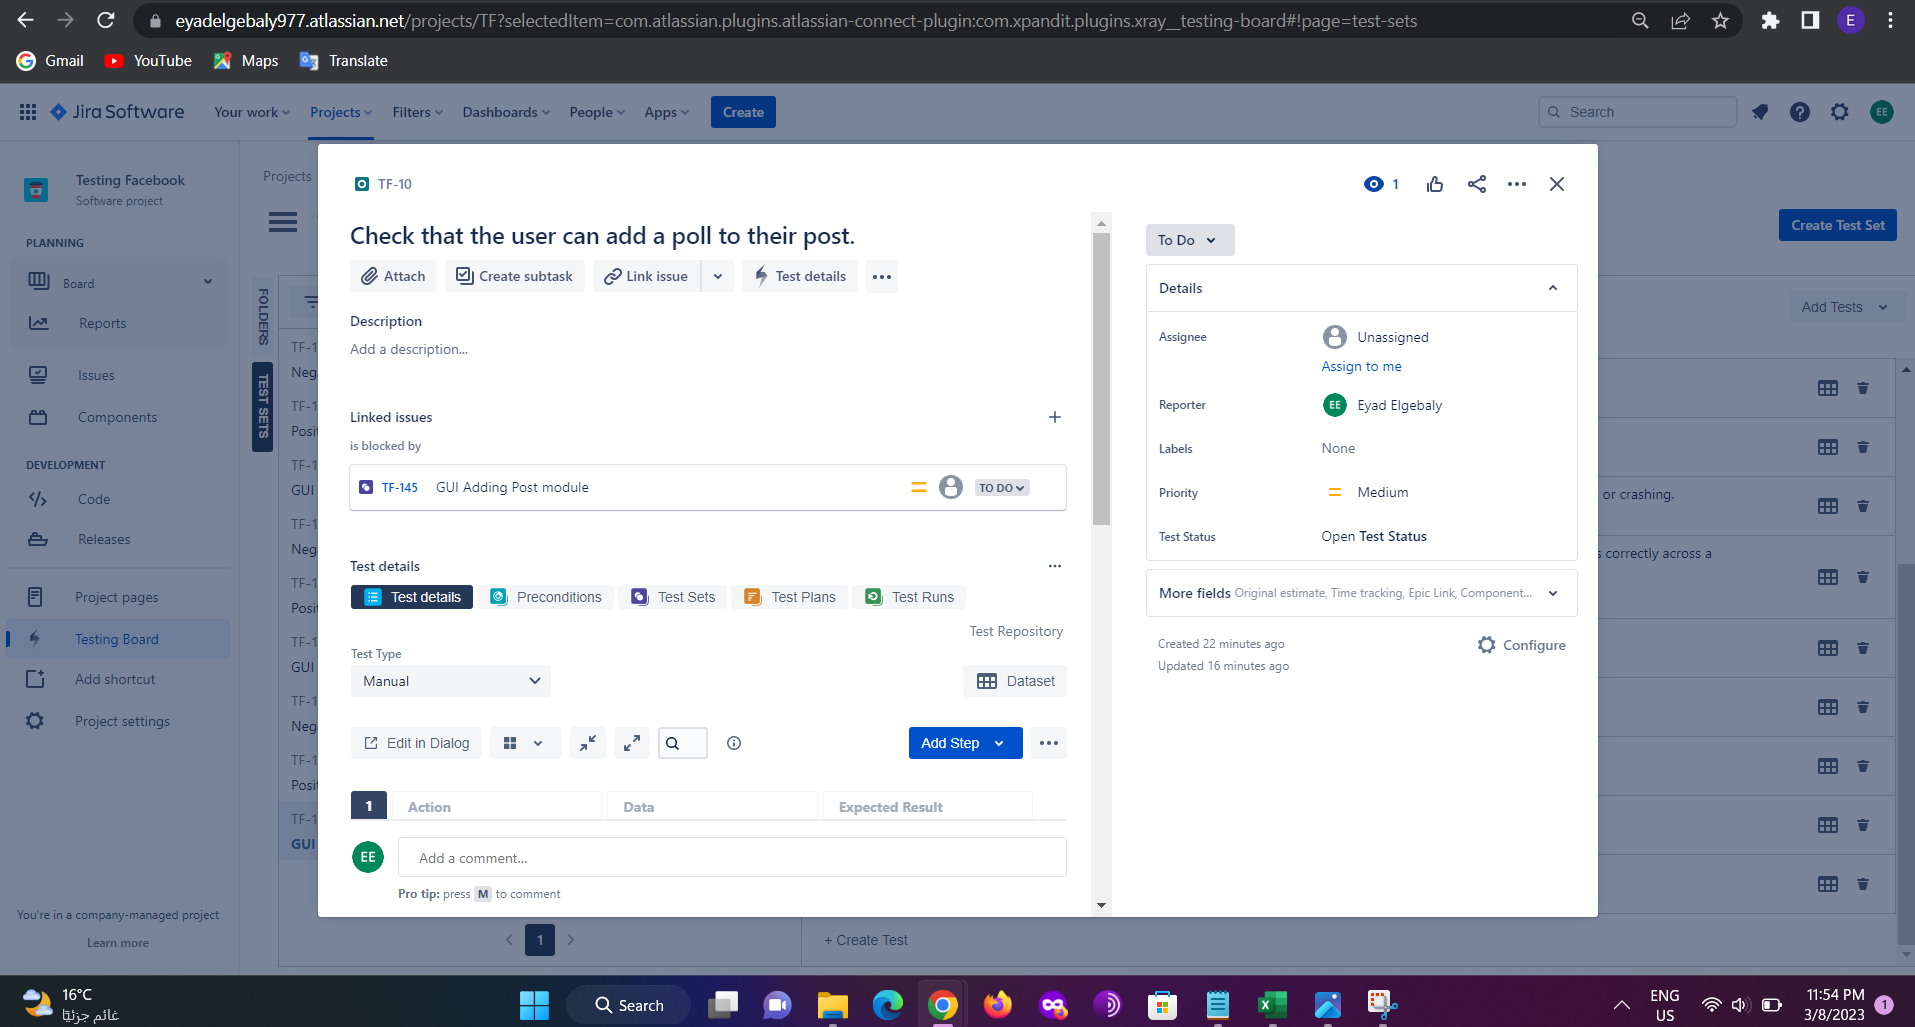 eyadelgebaly977.atlassian.net/projects/TF?selectedItem=com.atlassian.plugins.atlassian-connect-plugin:com.xpandit.plugins.xray__testing-board#!page=test-sets
E
Gmail YouTube Maps Translate
Jira Software Your work Projects Filters Dashboards People Apps Create Search EE
Testing Facebook
Software project
PLANNING
Board
Reports
Issues
Components
DEVELOPMENT
Code
Releases
Project pages
Testing Board
Add shortcut
Project settings
You're in a company-managed project
Learn more
Projects
Create Test Set
FOLDERS
TEST SETS
Add Tests
TF-1
Neg
TF-1
Posit
TF-1
GUI
TF-1
Neg
TF-1
Posit
TF-1
GUI
TF-1
Neg
TF-1
Posit
TF-1
GUI
or crashing.
s correctly across a
1
+ Create Test
TF-10
1
Check that the user can add a poll to their post.
Attach Create subtask Link issue Test details
Description
Add a description...
Linked issues
is blocked by
TF-145 GUI Adding Post module TO DO
Test details
Test details Preconditions Test Sets Test Plans Test Runs
Test Repository
Test Type
Manual
Dataset
Edit in Dialog
Add Step
1 Action Data Expected Result
EE Add a comment...
Pro tip: press M to comment
To Do
Details
Assignee Unassigned
Assign to me
Reporter EE Eyad Elgebaly
Labels None
Priority Medium
Test Status Open Test Status
More fields Original estimate, Time tracking, Epic Link, Component...
Created 22 minutes ago
Updated 16 minutes ago
Configure
16°C
غائم جزئيًا
Search
ENG
US
11:54 PM
3/8/2023
1